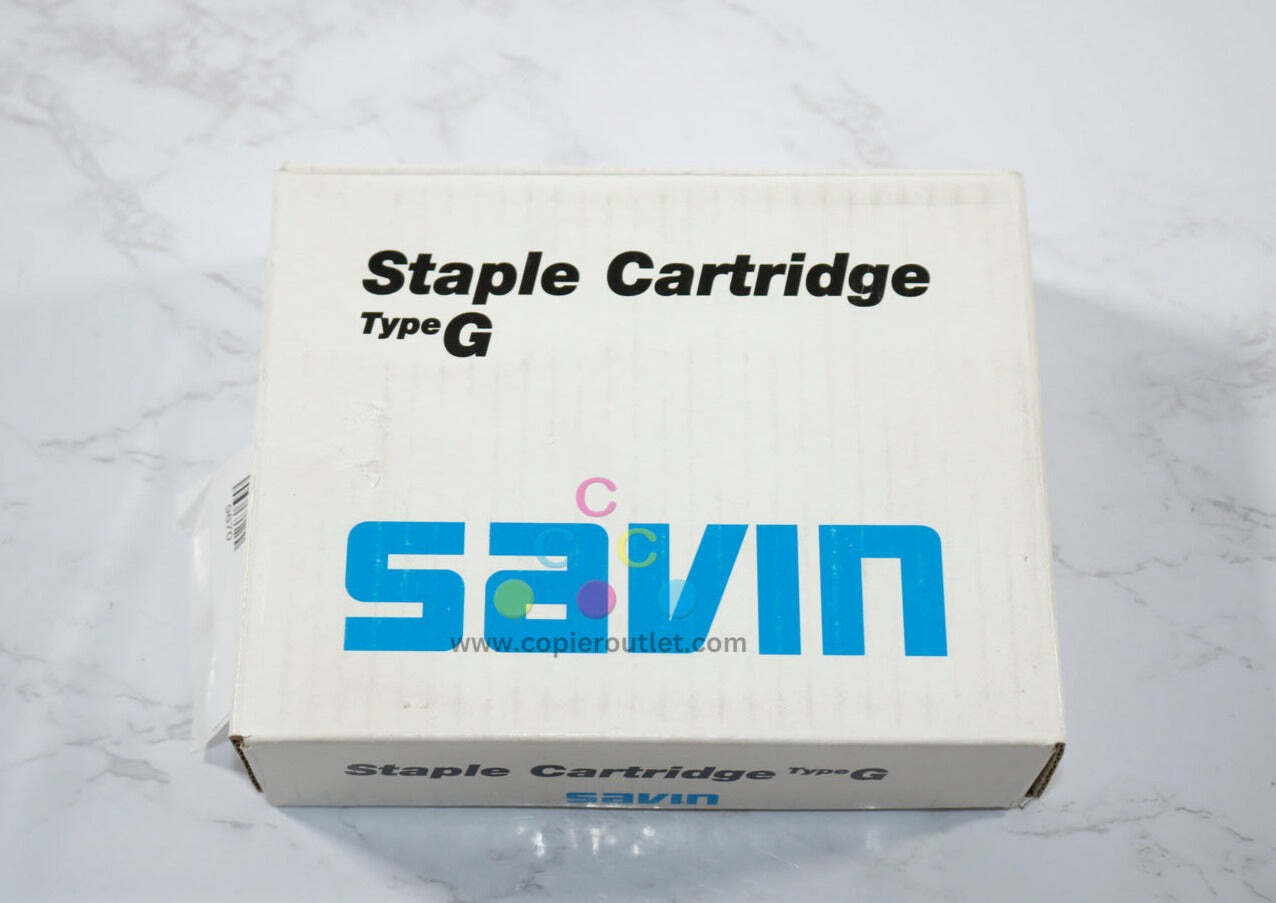 Staple Cartridge
Type G
C
C C
savin
www.copieroutlet.com
Staple Cartridge Type G
savin